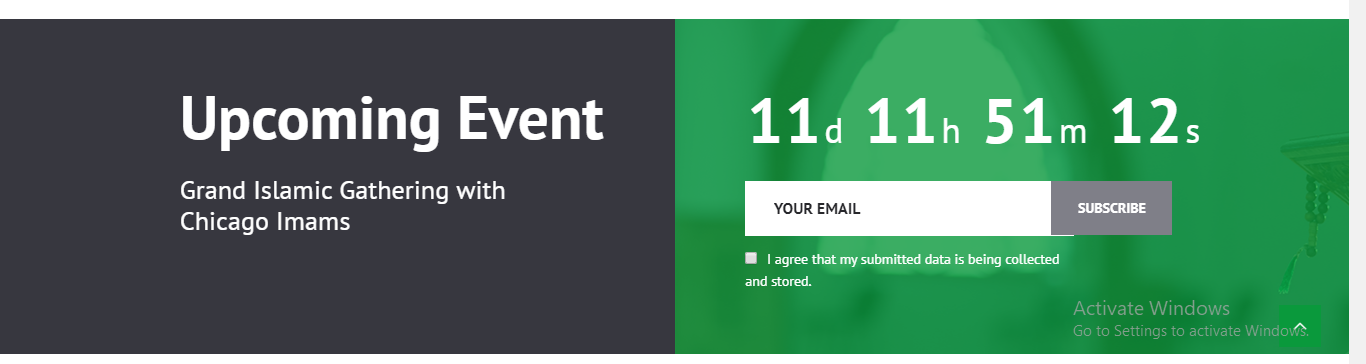 Upcoming Event
Grand Islamic Gathering with
Chicago Imams
11d 11h 51m 12s
YOUR EMAIL
SUBSCRIBE
I agree that my submitted data is being collected
and stored.
Activate Windows
Go to Settings to activate Windows.